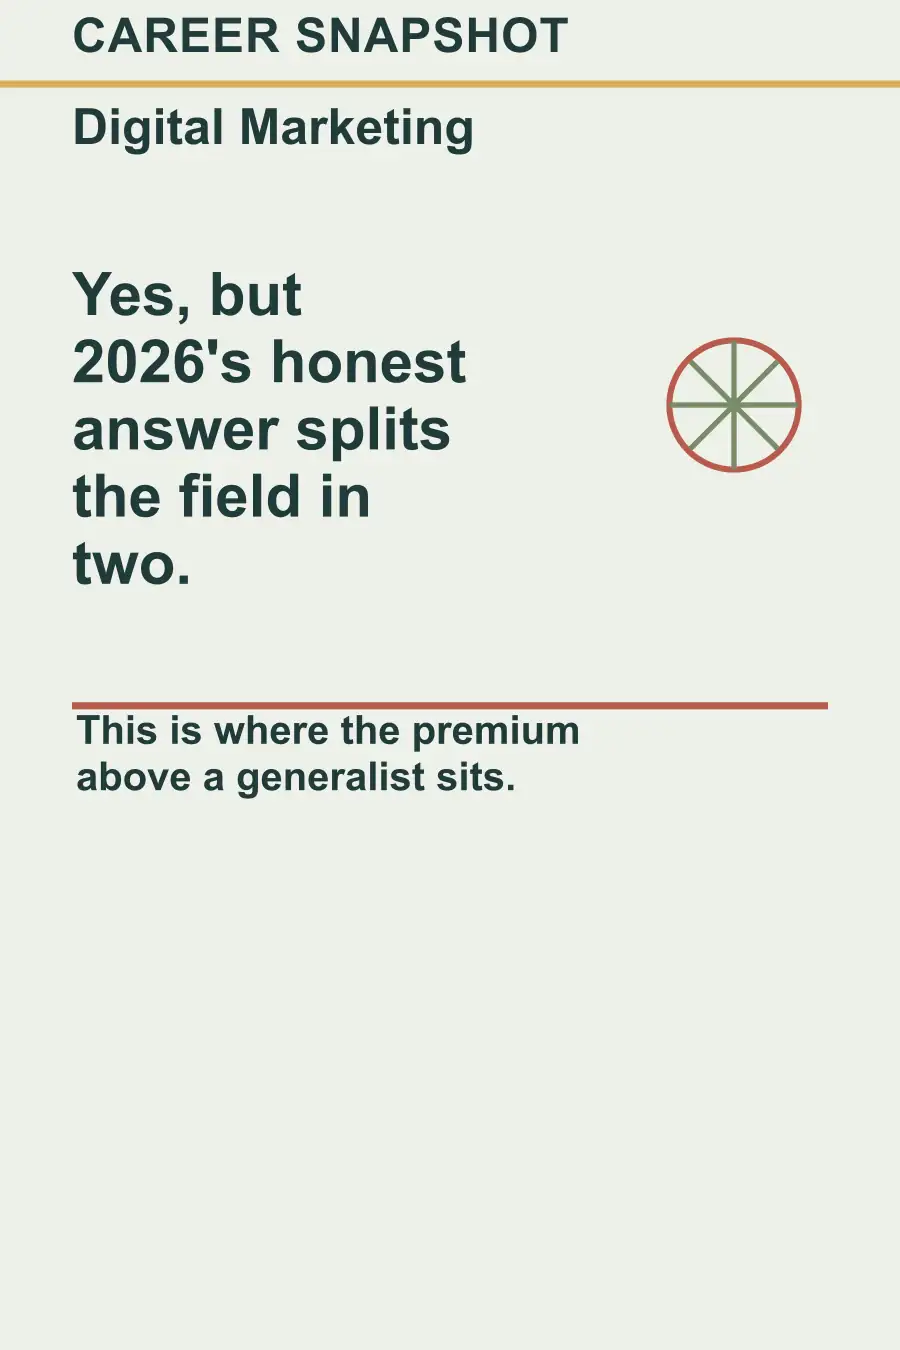 CAREER SNAPSHOT
Digital Marketing
Yes, but
2026's honest
answer splits
the field in
two.
This is where the premium
above a generalist sits.